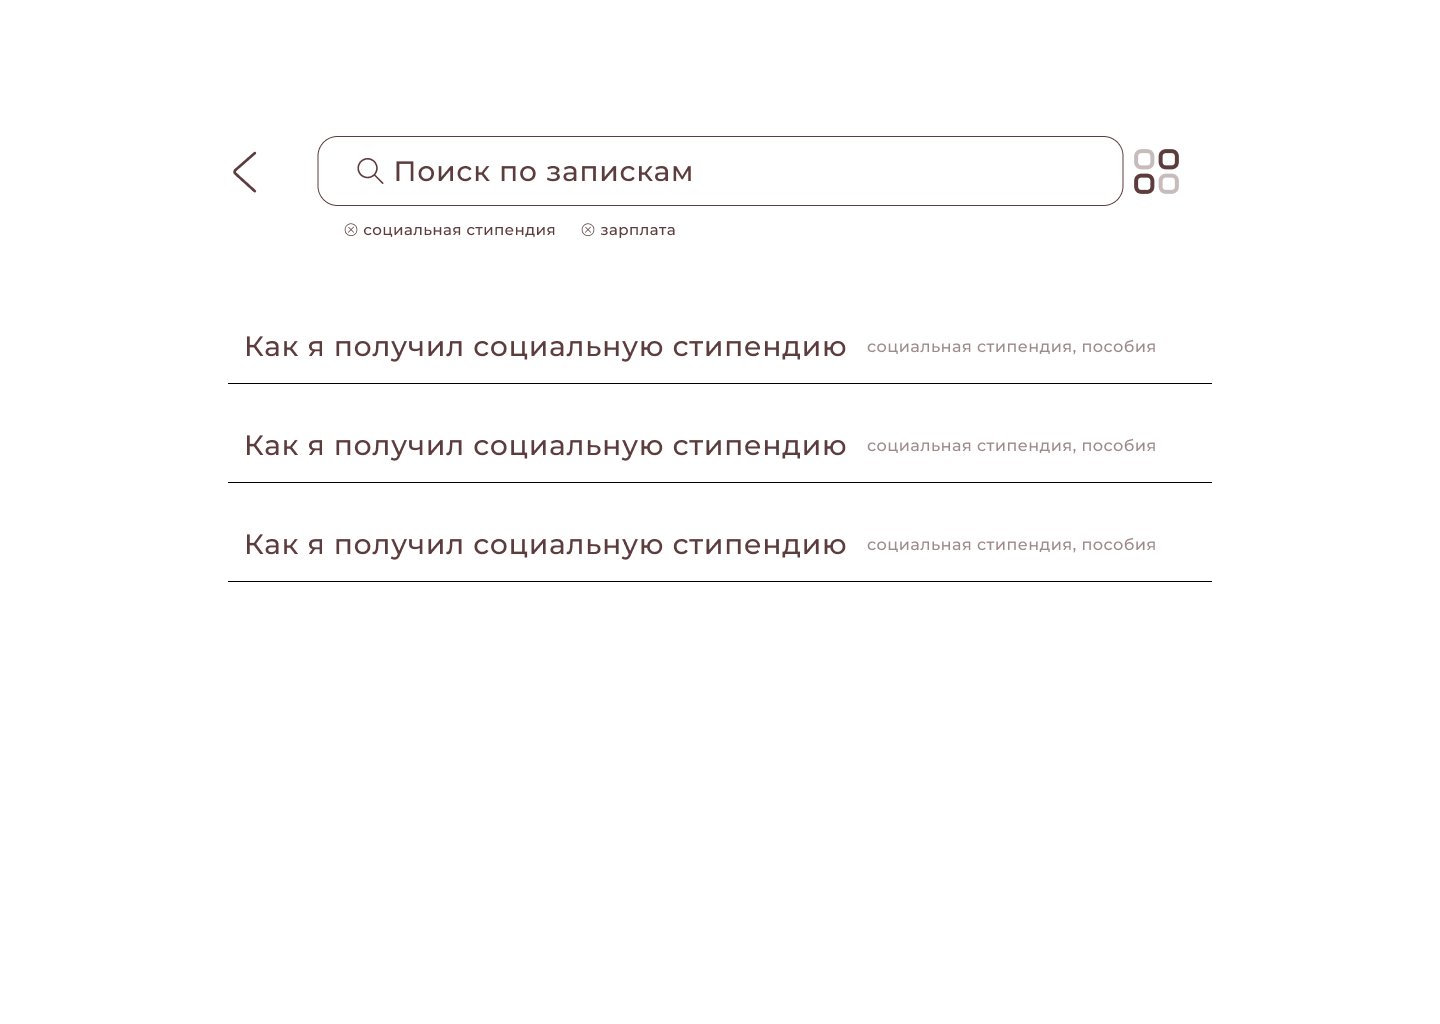 Поиск по запискам
социальная стипендия зарплата
Как я получил социальную стипендию социальная стипендия, пособия
Как я получил социальную стипендию социальная стипендия, пособия
Как я получил социальную стипендию социальная стипендия, пособия